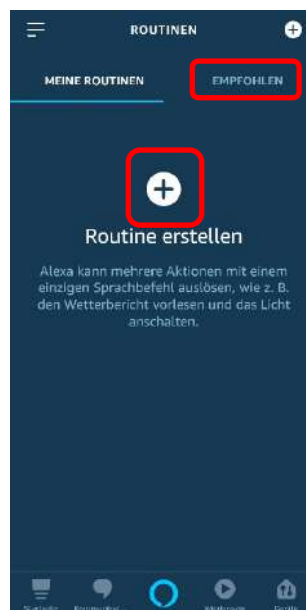 ROUTINEN
MEINE ROUTINEN
EMPFOHLEN
Routine erstellen
Alexa kann mehrere Aktionen mit einem
einzigen Sprachbefehl auslösen, wie z. B.
den Wetterbericht vorlesen und das Licht
anschalten.